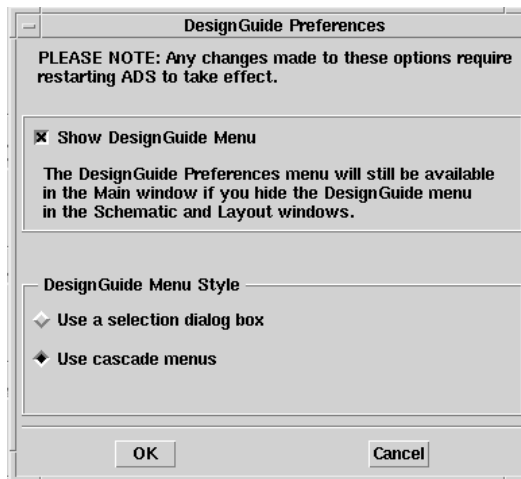 DesignGuide Preferences
PLEASE NOTE: Any changes made to these options require
restarting ADS to take effect.
Show DesignGuide Menu
The DesignGuide Preferences menu will still be available
in the Main window if you hide the DesignGuide menu
in the Schematic and Layout windows.
DesignGuide Menu Style
Use a selection dialog box
Use cascade menus
OK Cancel